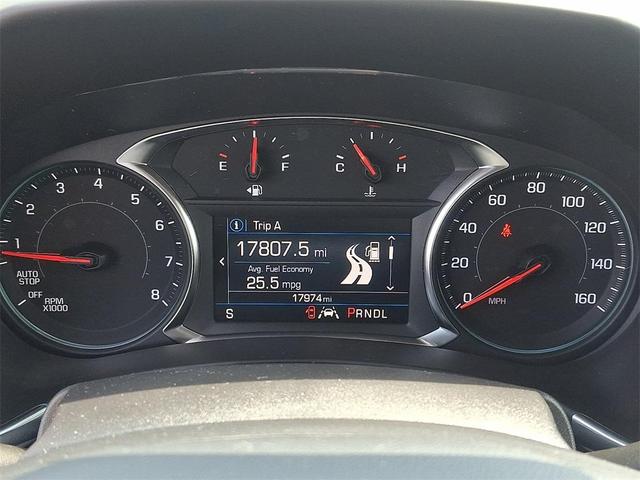 E F
C H
1 2 3 4 5 6 7 8
AUTO
STOP
OFF
RPM
X1000
i Trip A
17807.5 mi
Avg. Fuel Economy
25.5 mpg
17974 mi
S PRNDL
0 20 40 60 80 100 120 140 160
MPH